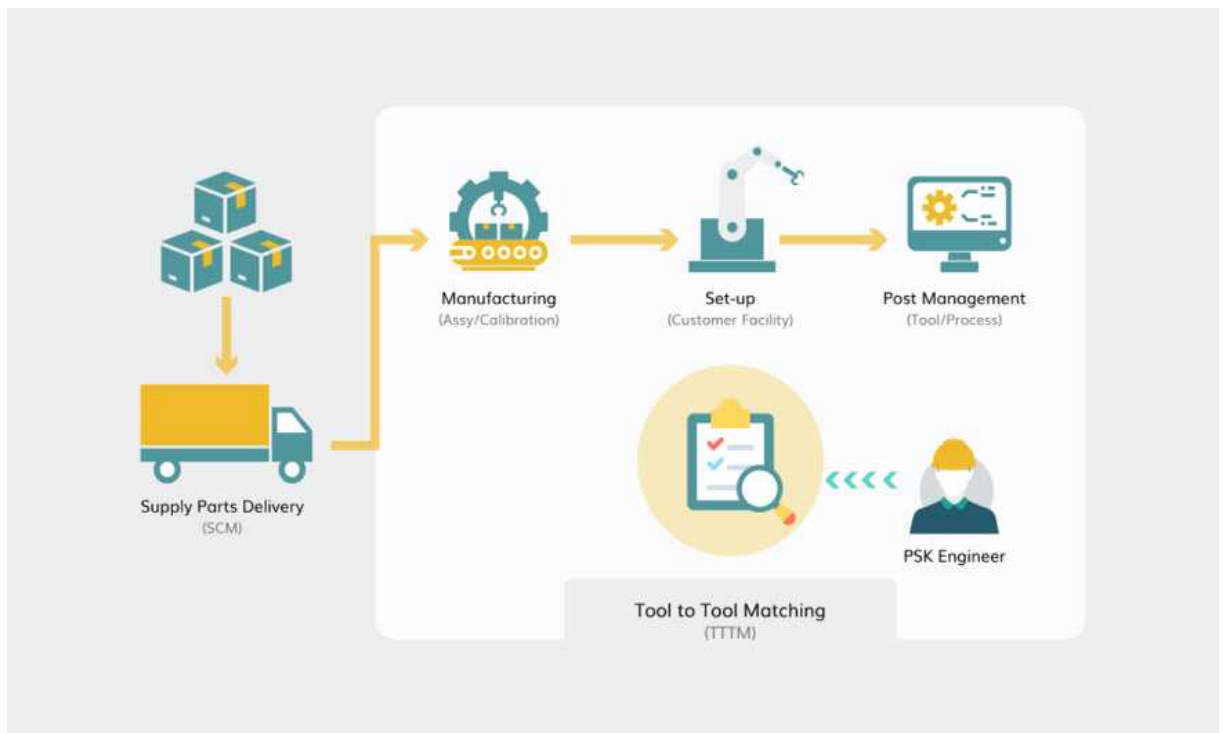 Manufacturing
(Assy/Calibration)
Set-up
(Customer Facility)
Post Management
(Tool/Process)
Supply Parts Delivery
(SCM)
PSK Engineer
Tool to Tool Matching
(TTTM)